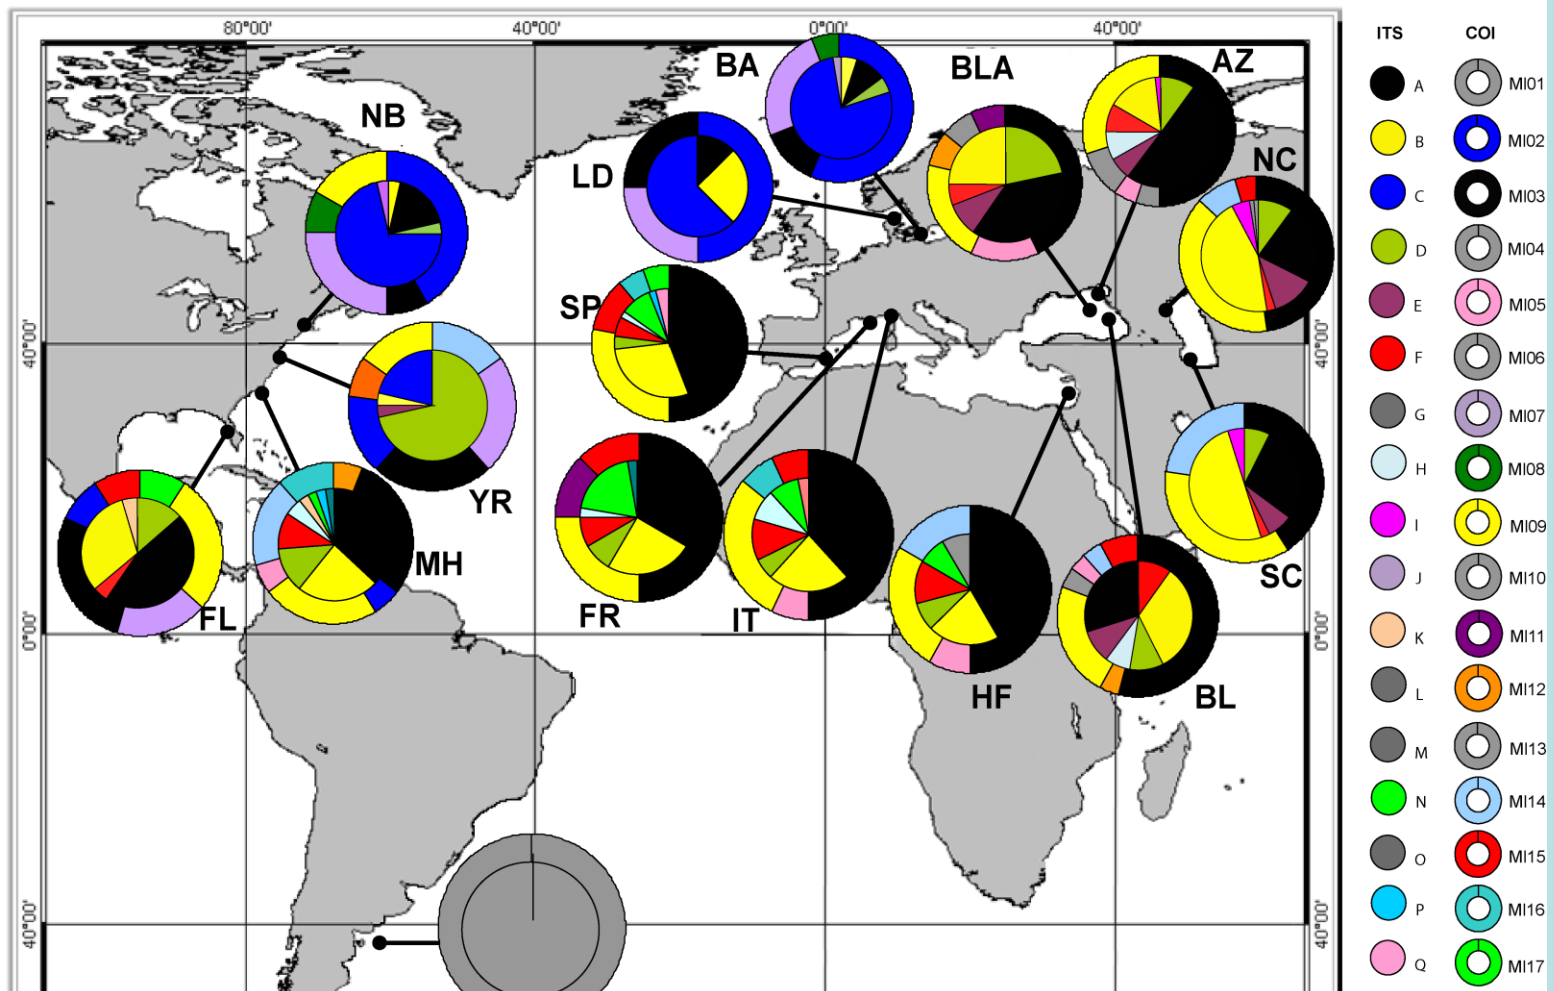 80°00'
40°00'
0°00'
40°00'
ITS
COI
BA
BLA
AZ
NB
LD
NC
SP
YR
MH
FL
FR
IT
HF
BL
SC
40°00'
0°00'
40°00'
40°00'
0°00'
40°00'
A
MI01
B
MI02
C
MI03
D
MI04
E
MI05
F
MI06
G
MI07
H
MI08
I
MI09
J
MI10
K
MI11
L
MI12
M
MI13
N
MI14
O
MI15
P
MI16
Q
MI17